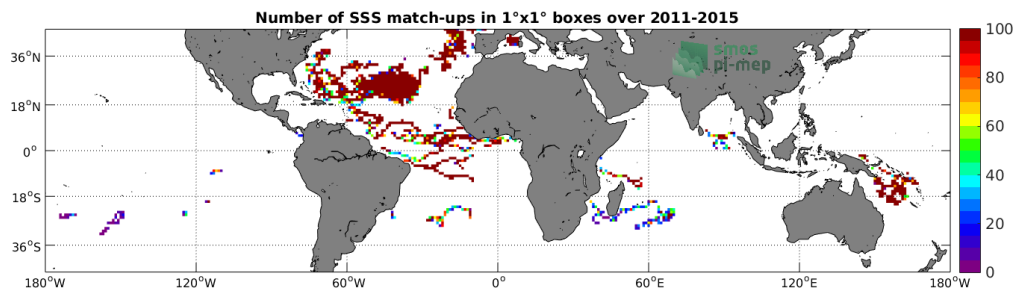 Number of SSS match-ups in 1°x1° boxes over 2011-2015
smos
pi-mep
36°N
18°N
0°
18°S
36°S
180°W
120°W
60°W
0°
60°E
120°E
180°W
100
80
60
40
20
0